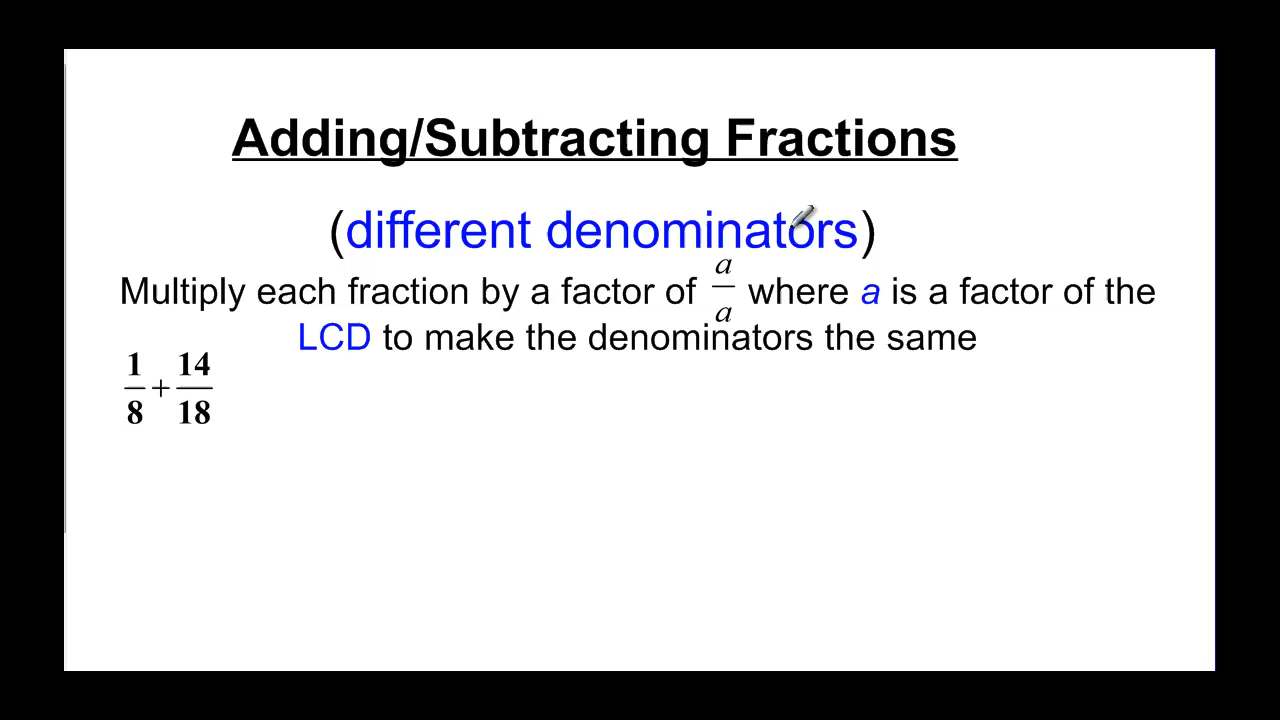 Adding/Subtracting Fractions
(different denominators)
Multiply each fraction by a factor of a/a where a is a factor of the
LCD to make the denominators the same
1/8 + 14/18